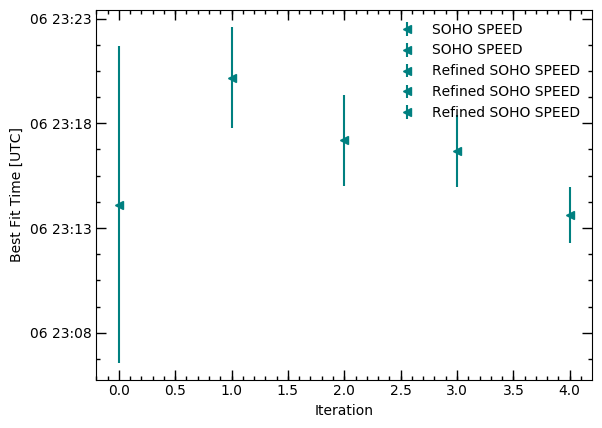 06 23:23
06 23:18
06 23:13
06 23:08
Best Fit Time [UTC]
SOHO SPEED
SOHO SPEED
Refined SOHO SPEED
Refined SOHO SPEED
Refined SOHO SPEED
0.0 0.5 1.0 1.5 2.0 2.5 3.0 3.5 4.0
Iteration